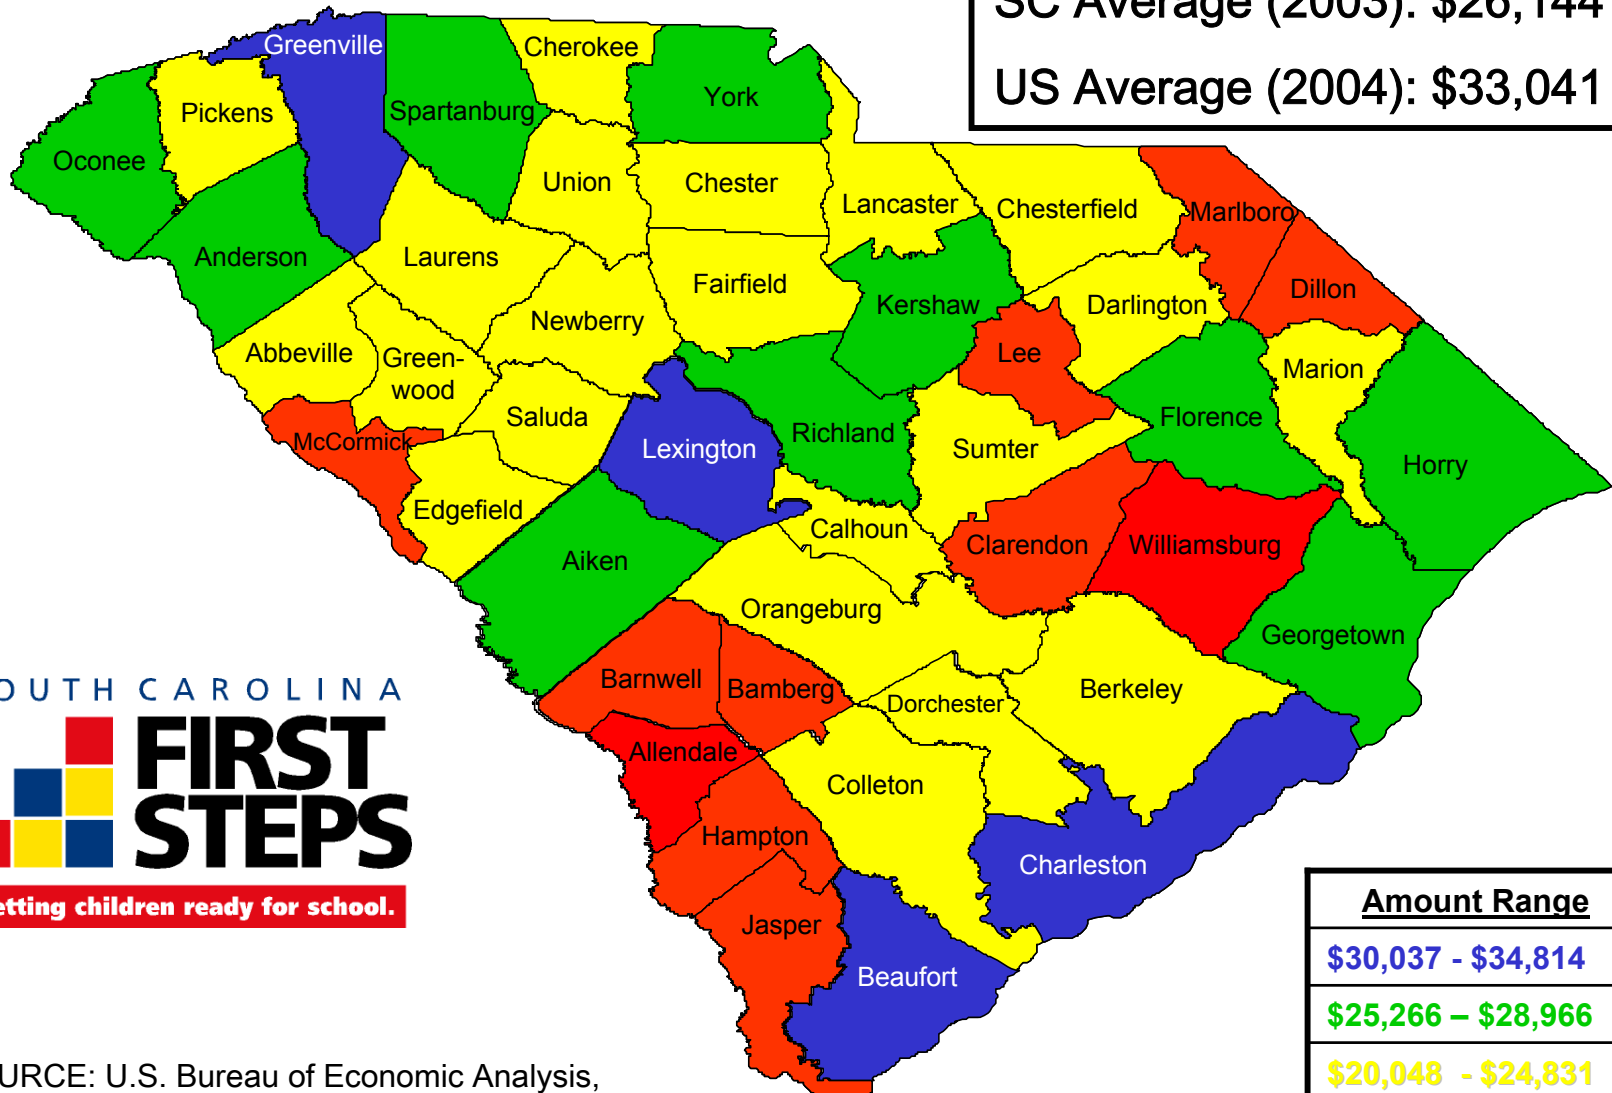 SC Average (2003): $26,144
US Average (2004): $33,041
Greenville
Cherokee
Pickens
Spartanburg
York
Oconee
Union
Chester
Lancaster
Chesterfield
Marlboro
Anderson
Laurens
Fairfield
Kershaw
Darlington
Dillon
Newberry
Abbeville
Green-
wood
Lee
Marion
Saluda
McCormick
Lexington
Richland
Sumter
Florence
Horry
Edgefield
Calhoun
Aiken
Clarendon
Williamsburg
Orangeburg
Georgetown
Barnwell
Bamberg
Dorchester
Berkeley
Allendale
Colleton
Hampton
Charleston
Jasper
Beaufort
OUTH CAROLINA
FIRST
STEPS
etting children ready for school.
Amount Range
$30,037 - $34,814
$25,266 – $28,966
$20,048 - $24,831
URCE: U.S. Bureau of Economic Analysis,